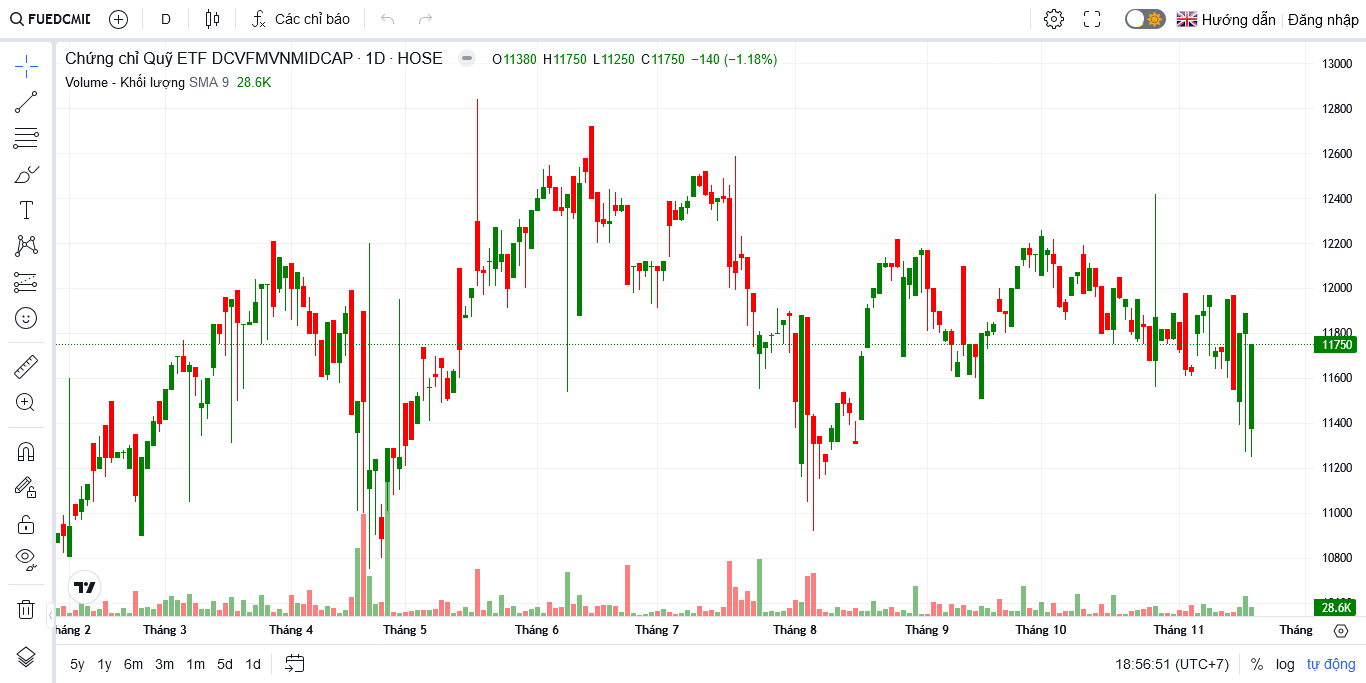 FUEDCMID D Các chỉ báo Hướng dẫn Đăng nhập
Chứng chỉ Quỹ ETF DCVFMVNMIDCAP · 1D · HOSE O11380 H11750 L11250 C11750 −140 (−1.18%)
Volume - Khối lượng SMA 9 28.6K
13000
12800
12600
12400
12200
12000
11800
11750
11600
11400
11200
11000
10800
28.6K
háng 2 Tháng 3 Tháng 4 Tháng 5 Tháng 6 Tháng 7 Tháng 8 Tháng 9 Tháng 10 Tháng 11 Tháng
5y 1y 6m 3m 1m 5d 1d 18:56:51 (UTC+7) % log tự động